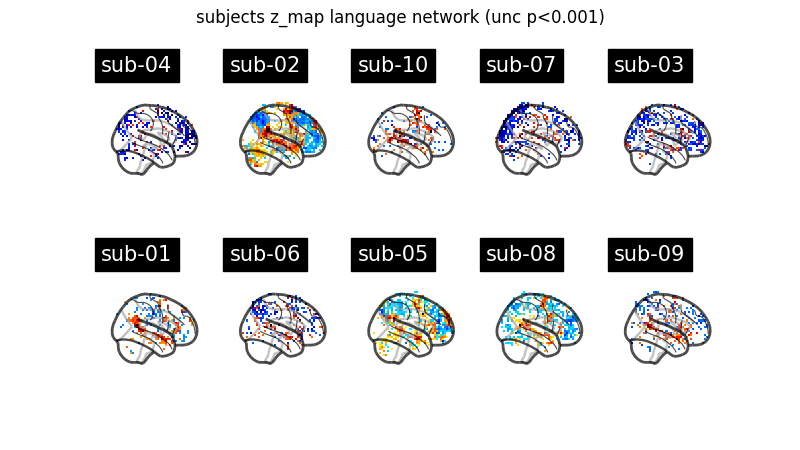 subjects z_map language network (unc p<0.001)
sub-04 sub-02 sub-10 sub-07 sub-03
sub-01 sub-06 sub-05 sub-08 sub-09